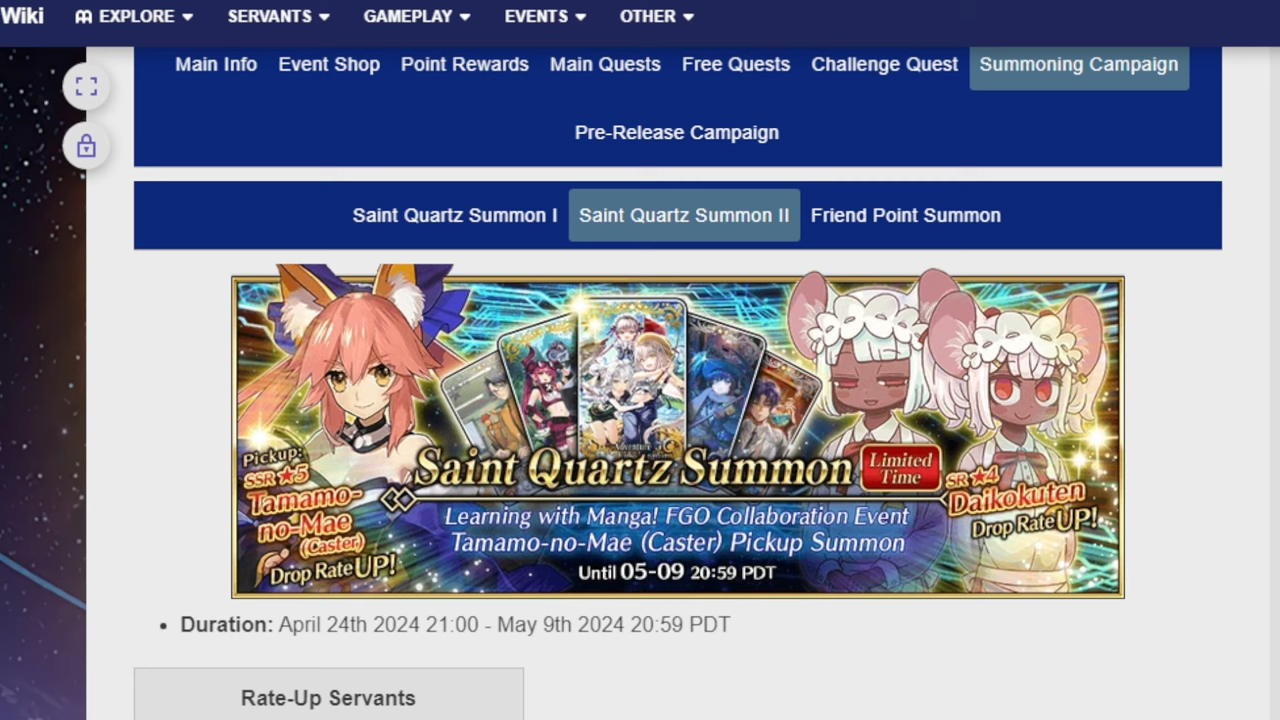 Wiki EXPLORE SERVANTS GAMEPLAY EVENTS OTHER
Main Info Event Shop Point Rewards Main Quests Free Quests Challenge Quest Summoning Campaign
Pre-Release Campaign
Saint Quartz Summon I Saint Quartz Summon II Friend Point Summon
Pickup:
SSR ★5
Tamamo-
no-Mae
(Caster)
Drop Rate UP!
Saint Quartz Summon
Limited
Time
Learning with Manga! FGO Collaboration Event
Tamamo-no-Mae (Caster) Pickup Summon
Until 05-09 20:59 PDT
SR ★4
Daikokuten
Drop Rate UP!
• Duration: April 24th 2024 21:00 - May 9th 2024 20:59 PDT
Rate-Up Servants